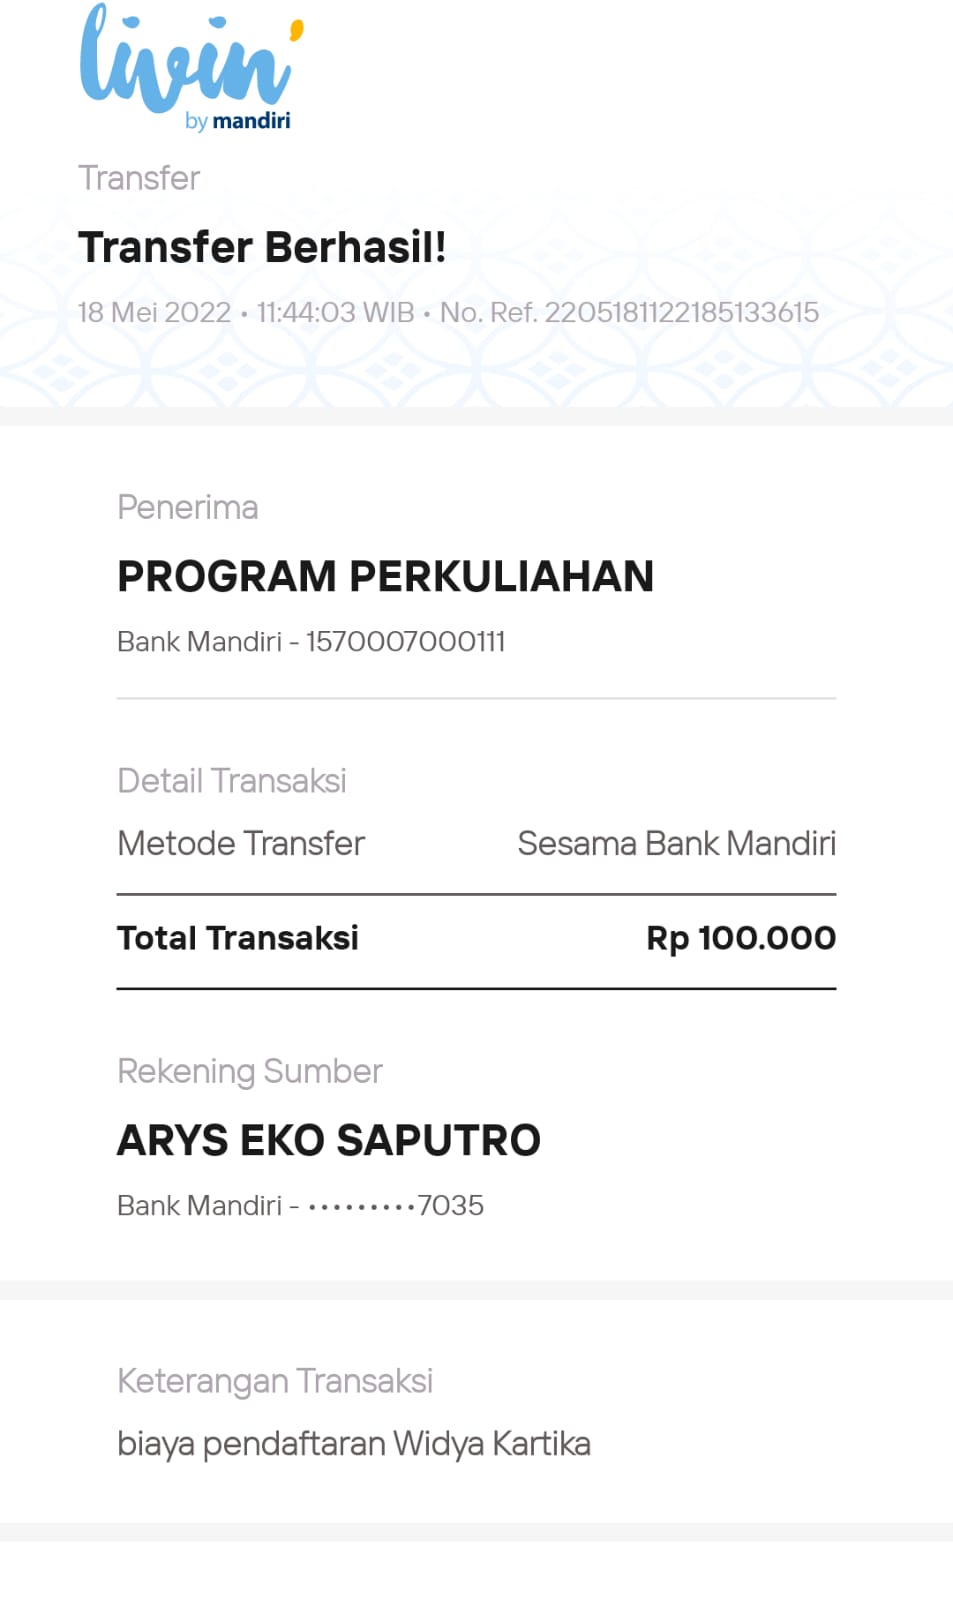 livin'
by mandiri
Transfer
Transfer Berhasil!
18 Mei 2022 • 11:44:03 WIB • No. Ref. 2205181122185133615
Penerima
PROGRAM PERKULIAHAN
Bank Mandiri - 1570007000111
Detail Transaksi
Metode Transfer Sesama Bank Mandiri
Total Transaksi Rp 100.000
Rekening Sumber
ARYS EKO SAPUTRO
Bank Mandiri - •••••••••7035
Keterangan Transaksi
biaya pendaftaran Widya Kartika